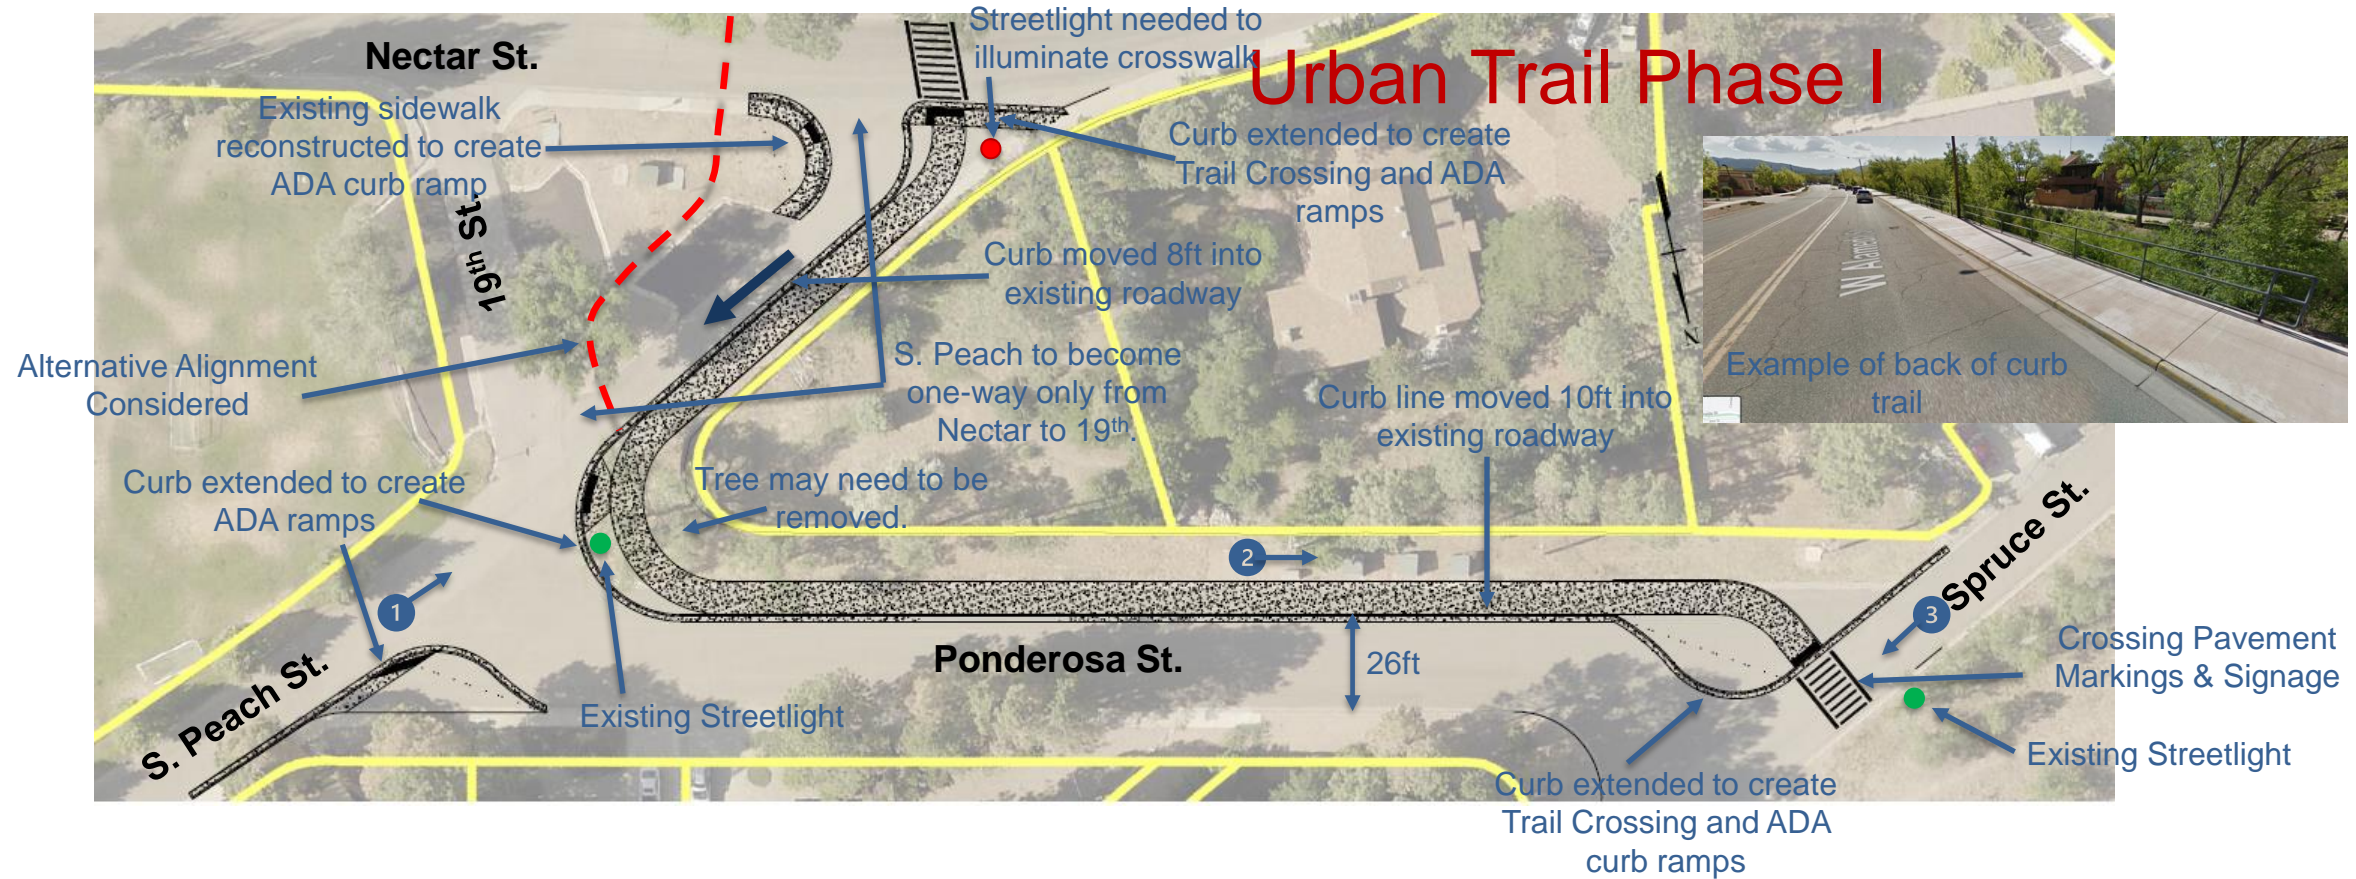 Streetlight needed to
illuminate crosswalk
Urban Trail Phase I
Nectar St.
Existing sidewalk
reconstructed to create
ADA curb ramp
Curb extended to create
Trail Crossing and ADA
ramps
19th St.
Curb moved 8ft into
existing roadway
W Alameda
Example of back of curb
trail
Alternative Alignment
Considered
S. Peach to become
one-way only from
Nectar to 19th.
Curb line moved 10ft into
existing roadway
Curb extended to create
ADA ramps
Tree may need to be
removed.
1
2
3
Spruce St.
S. Peach St.
Ponderosa St.
26ft
Crossing Pavement
Markings & Signage
Existing Streetlight
Existing Streetlight
Curb extended to create
Trail Crossing and ADA
curb ramps
N